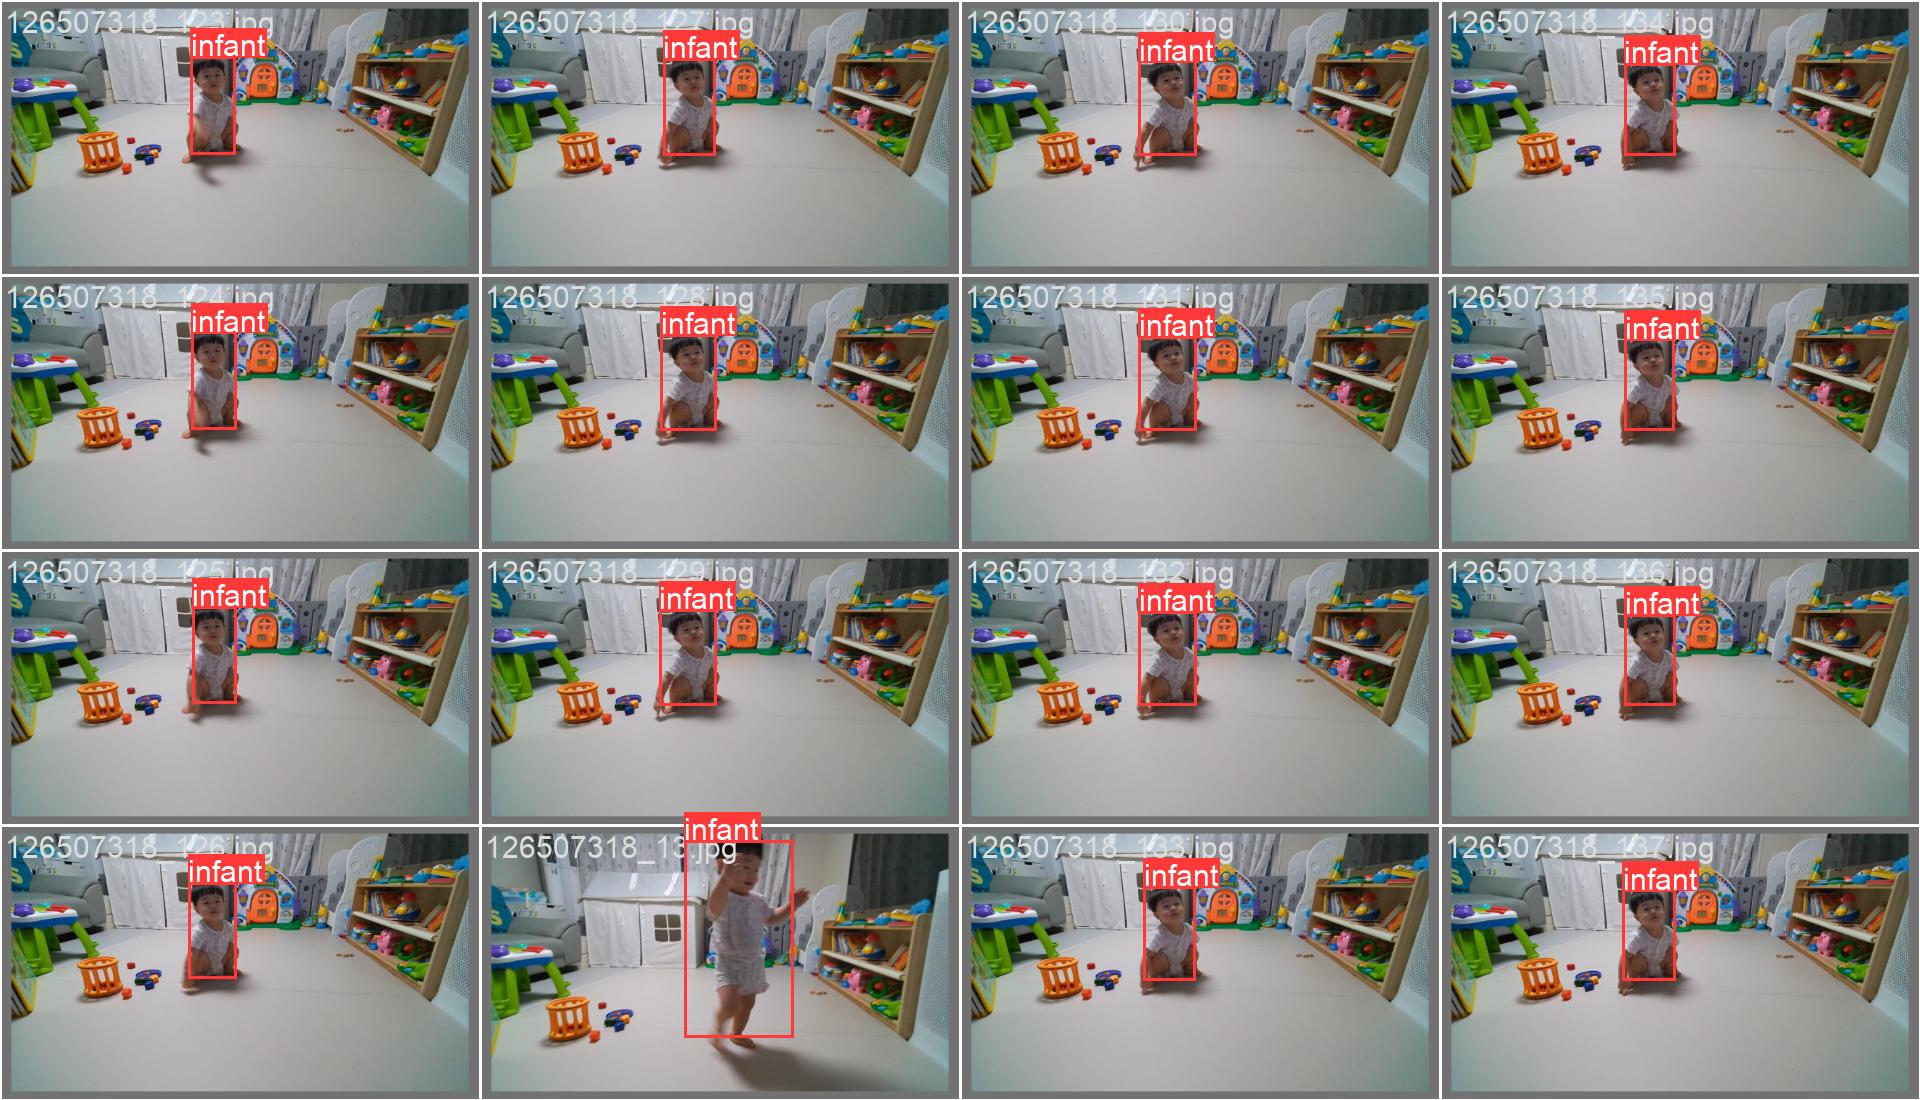 126507318_123.jpg
infant
126507318_127.jpg
infant
126507318_130.jpg
infant
126507318_134.jpg
infant
126507318_124.jpg
infant
126507318_128.jpg
infant
126507318_131.jpg
infant
126507318_135.jpg
infant
126507318_125.jpg
infant
126507318_129.jpg
infant
126507318_132.jpg
infant
126507318_136.jpg
infant
126507318_126.jpg
infant
126507318_13.jpg
infant
126507318_133.jpg
infant
126507318_137.jpg
infant